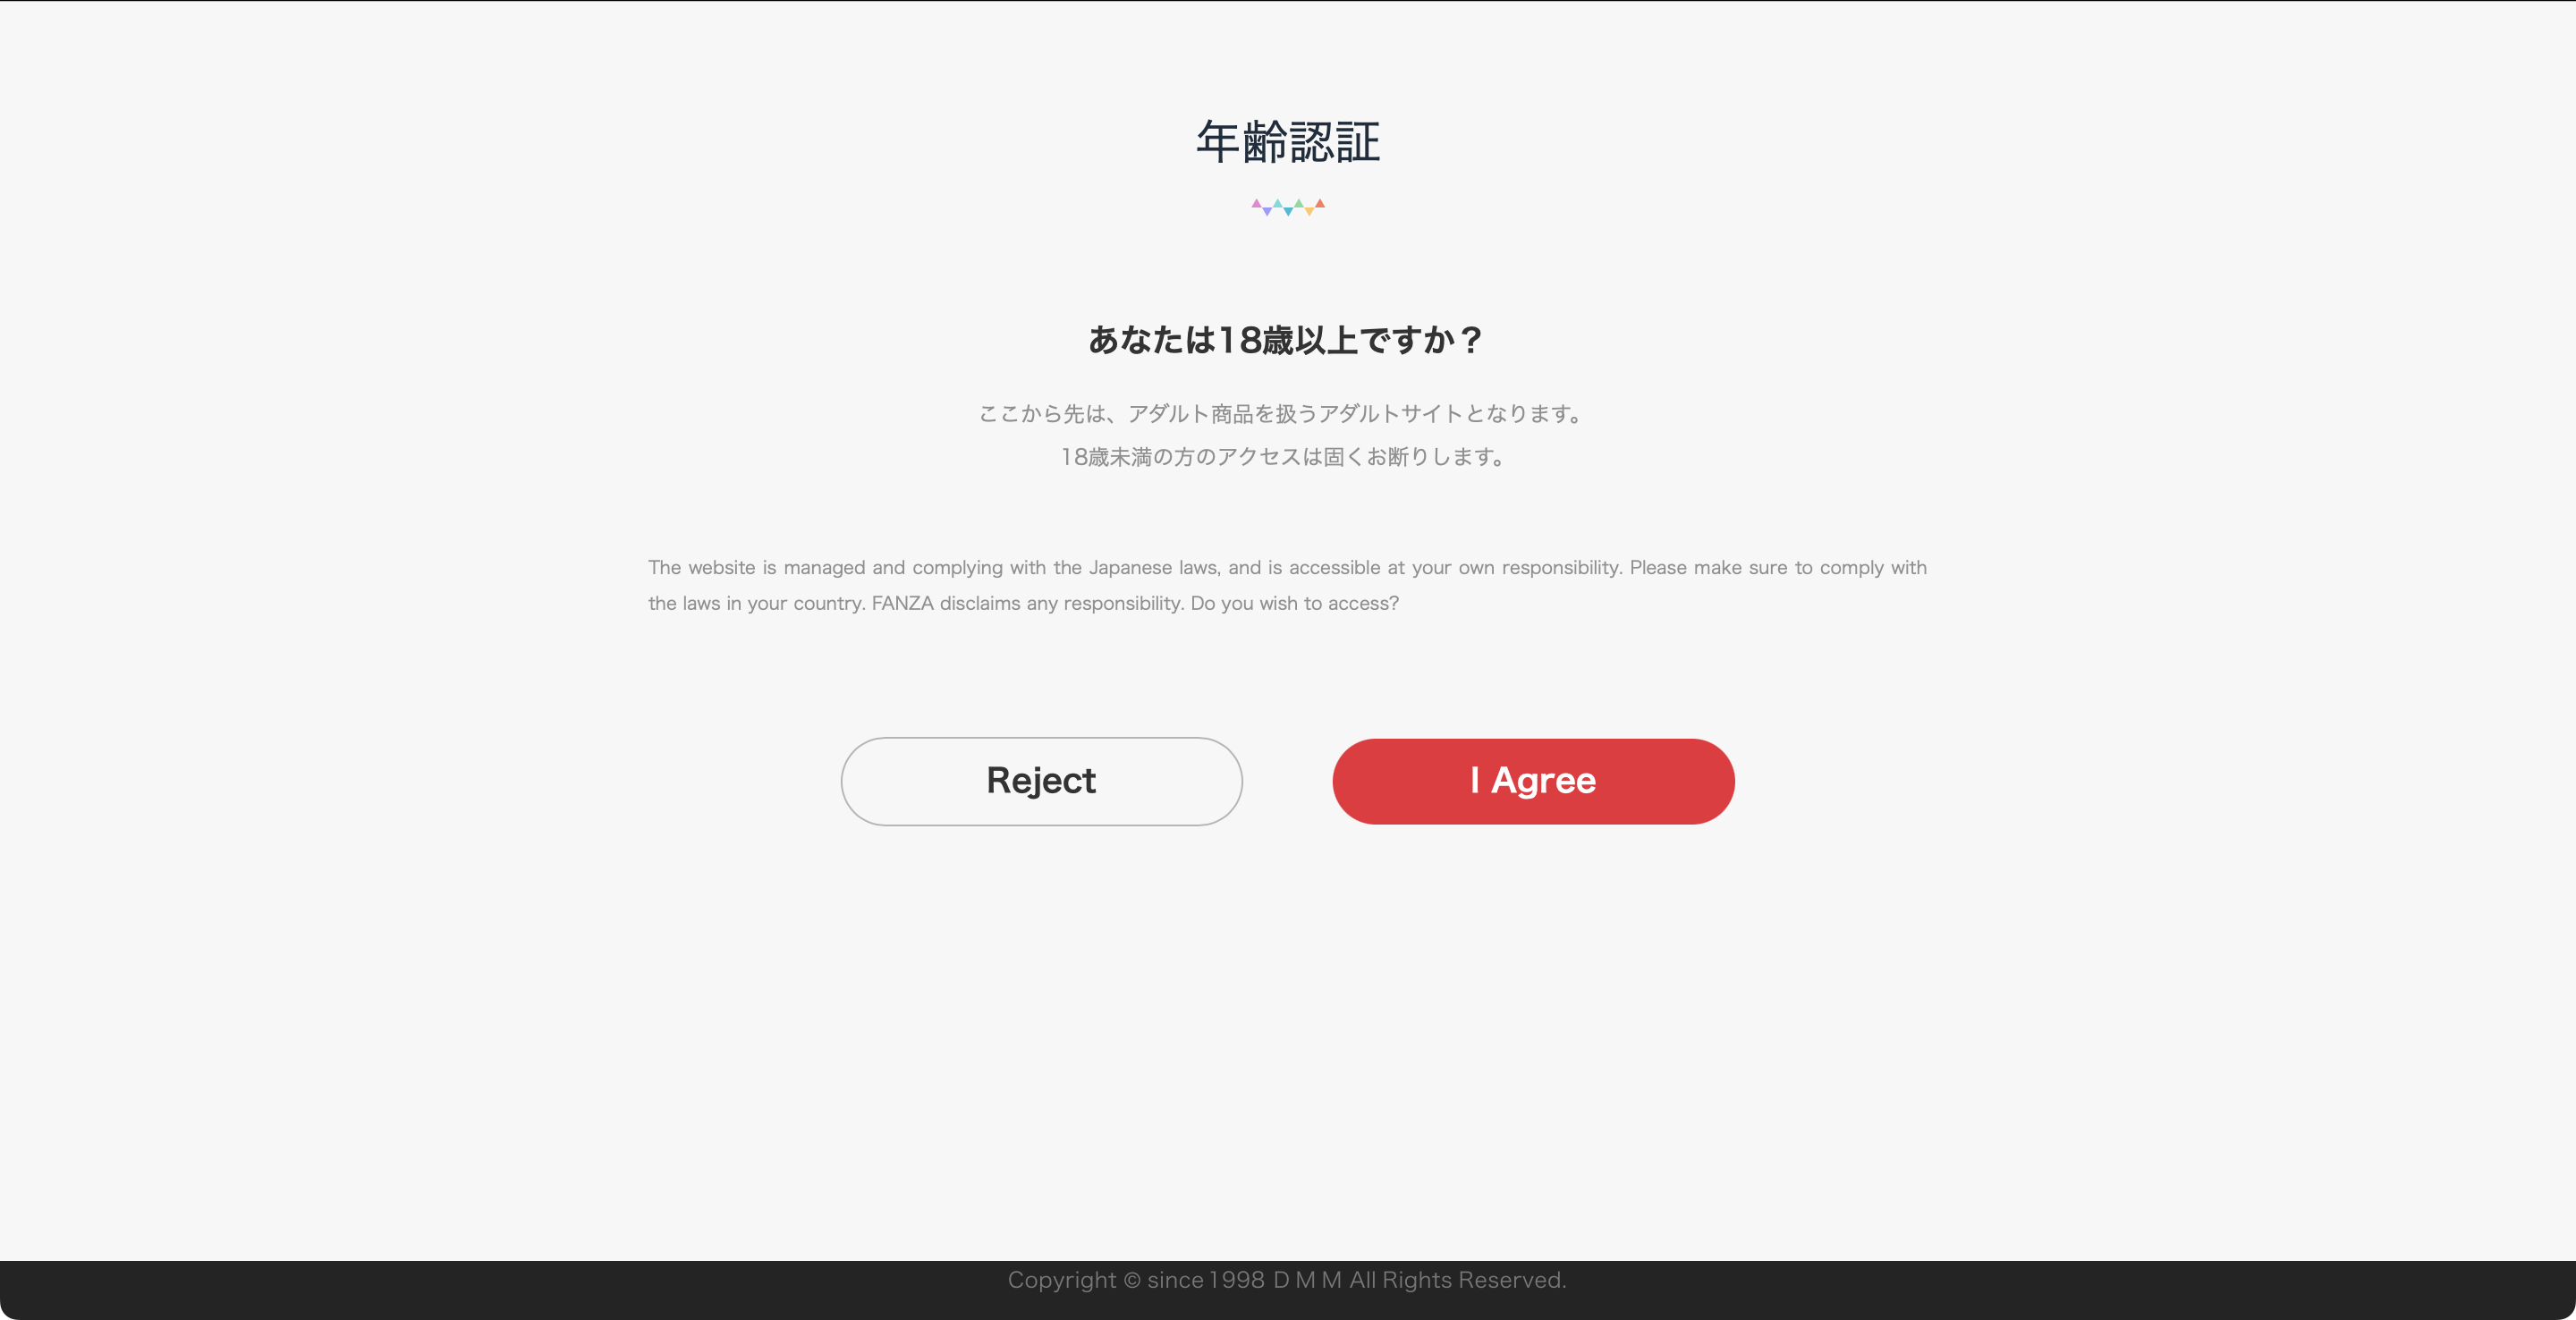 年齢認証
あなたは18歳以上ですか？
ここから先は、アダルト商品を扱うアダルトサイトとなります。
18歳未満の方のアクセスは固くお断りします。
The website is managed and complying with the Japanese laws, and is accessible at your own responsibility. Please make sure to comply with
the laws in your country. FANZA disclaims any responsibility. Do you wish to access?
Reject
I Agree
Copyright © since 1998 DMM All Rights Reserved.